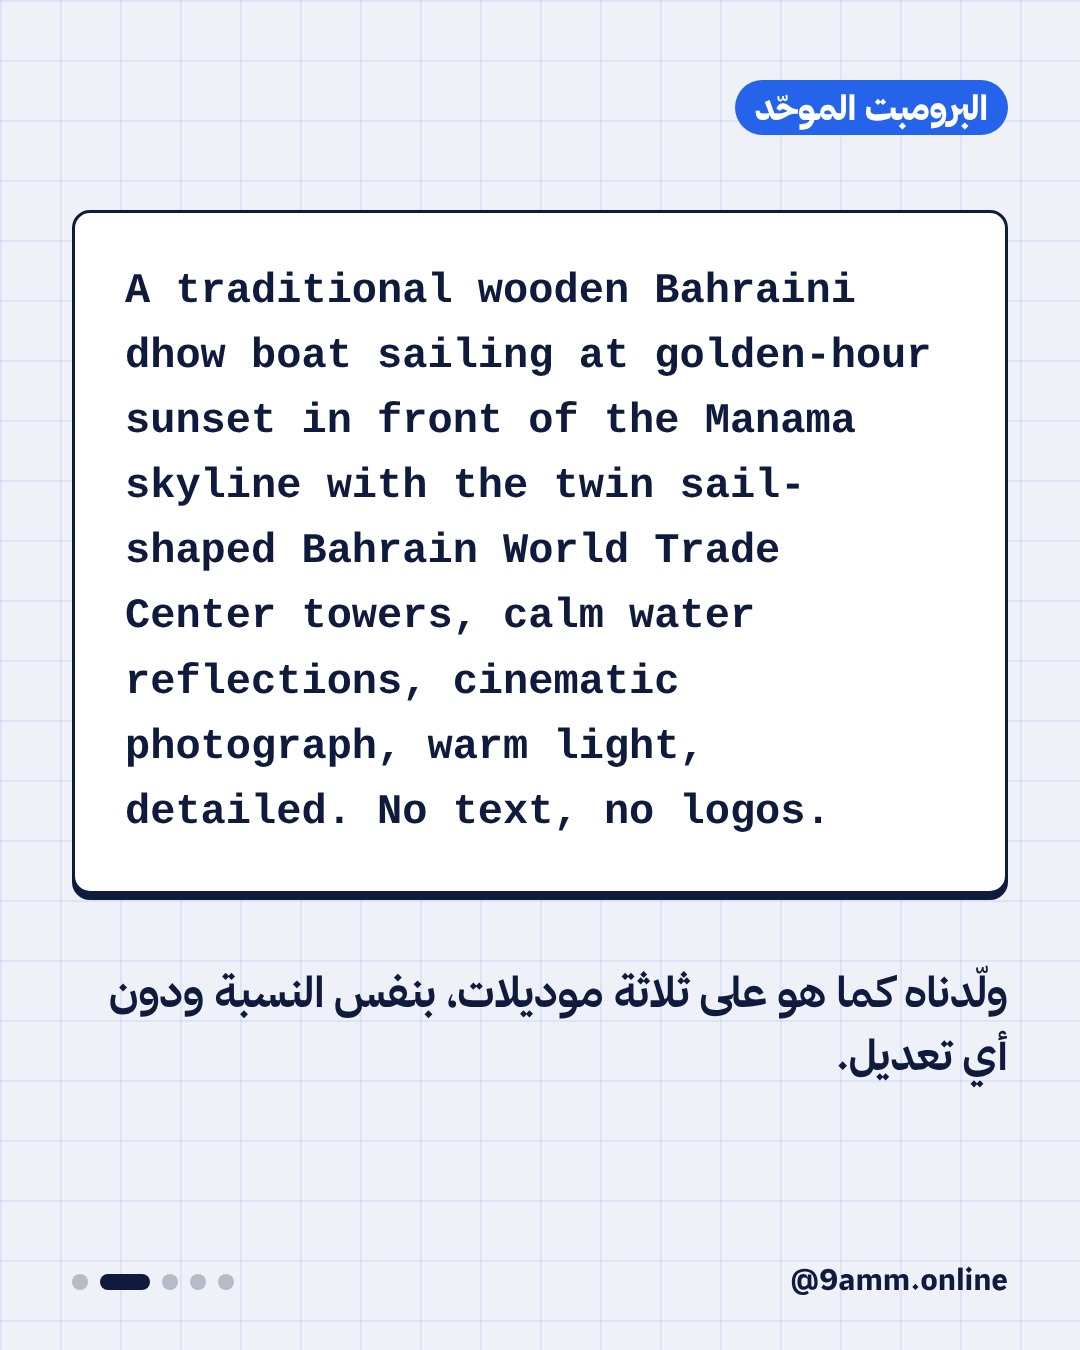 البرومبت الموحّد
A traditional wooden Bahraini
dhow boat sailing at golden-hour
sunset in front of the Manama
skyline with the twin sail-
shaped Bahrain World Trade
Center towers, calm water
reflections, cinematic
photograph, warm light,
detailed. No text, no logos.
ولّدناه كما هو على ثلاثة موديلات، بنفس النسبة ودون
أي تعديل.
@9amm.online